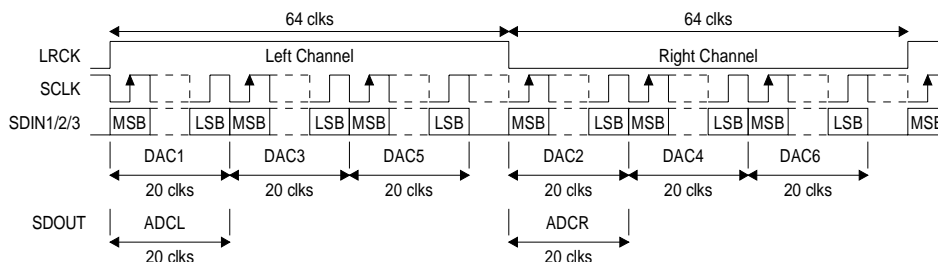 64 clks 64 clks
LRCK Left Channel Right Channel
SCLK
SDIN1/2/3 MSB LSB MSB LSB MSB LSB MSB LSB MSB LSB MSB LSB MSB
DAC1 DAC3 DAC5 DAC2 DAC4 DAC6
20 clks 20 clks 20 clks 20 clks 20 clks 20 clks
SDOUT ADCL ADCR
20 clks 20 clks